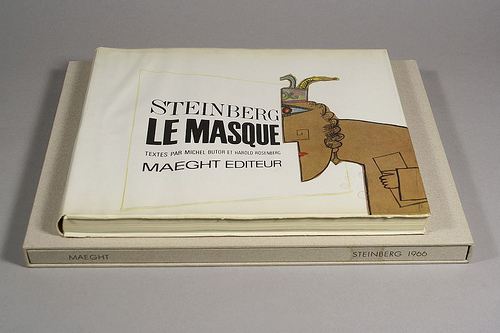 STEINBERG
LE MASQUE
TEXTES PAR MICHEL BUTOR ET HAROLD ROSENBERG
MAEGHT EDITEUR
MAEGHT STEINBERG 1966